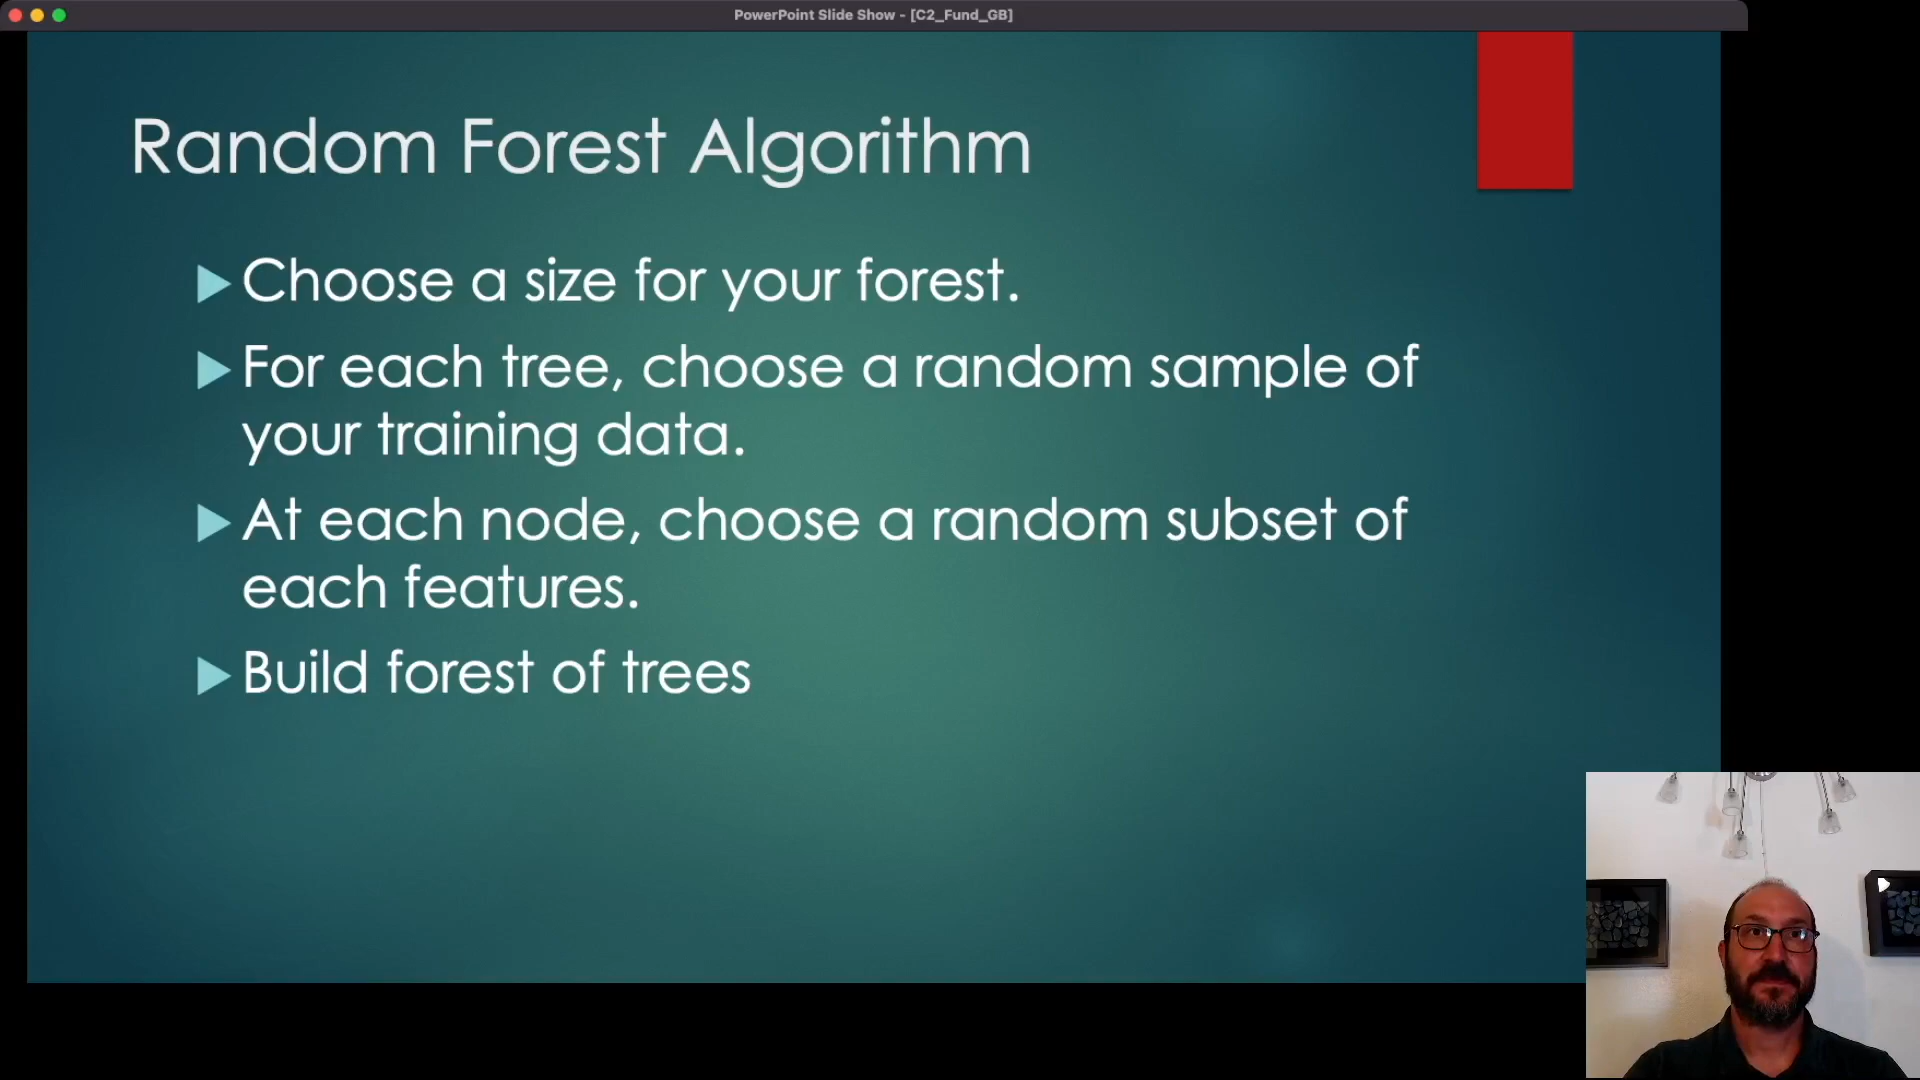 PowerPoint Slide Show - [C2_Fund_GB]
Random Forest Algorithm
Choose a size for your forest.
For each tree, choose a random sample of
your training data.
At each node, choose a random subset of
each features.
Build forest of trees